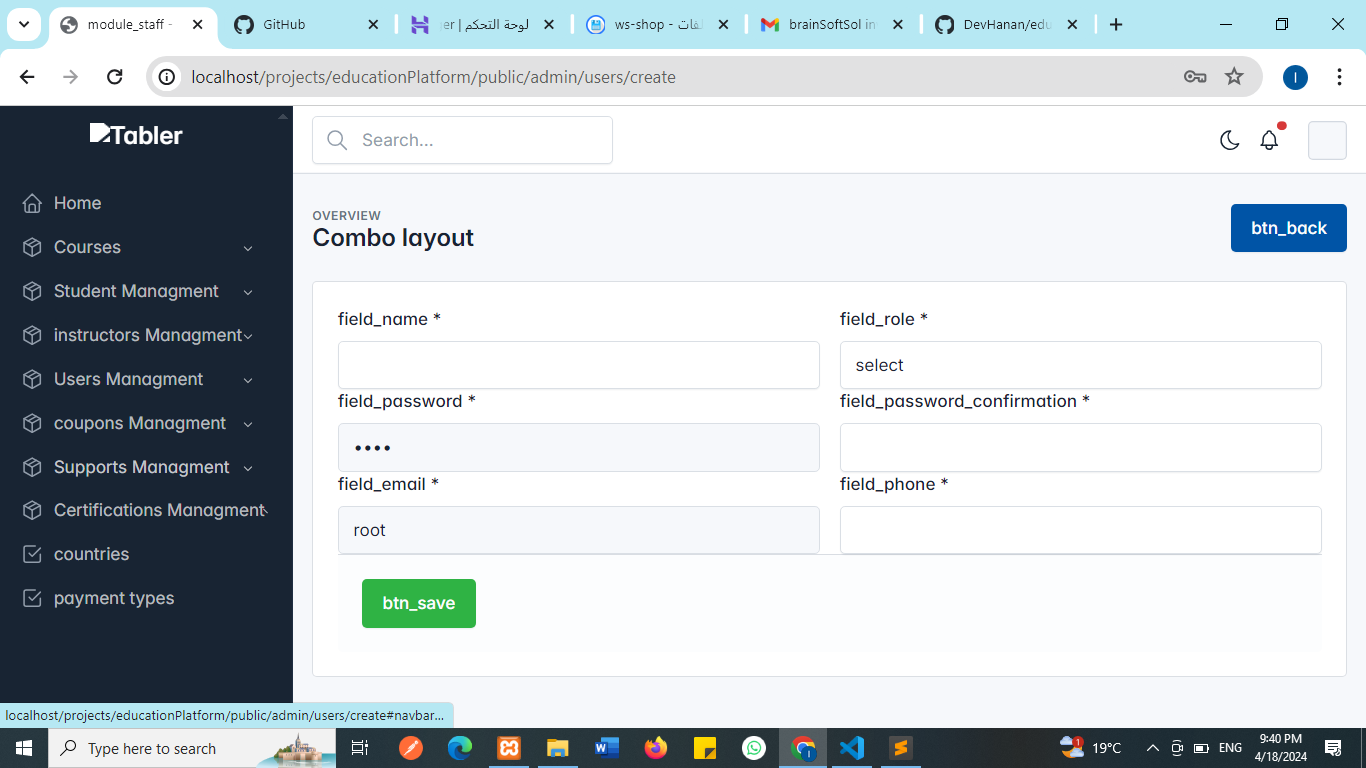 module_staff -
GitHub
لوحة التحكم | er
ws-shop - لفات
brainSoftSol in
DevHanan/edu
localhost/projects/educationPlatform/public/admin/users/create
I
Tabler
Search...
Home
Courses
Student Managment
instructors Managment
Users Managment
coupons Managment
Supports Managment
Certifications Managment
countries
payment types
OVERVIEW
Combo layout
btn_back
field_name *
field_role *
select
field_password *
field_password_confirmation *
••••
field_email *
field_phone *
root
btn_save
localhost/projects/educationPlatform/public/admin/users/create#navbar...
Type here to search
1
19°C
ENG
9:40 PM
4/18/2024